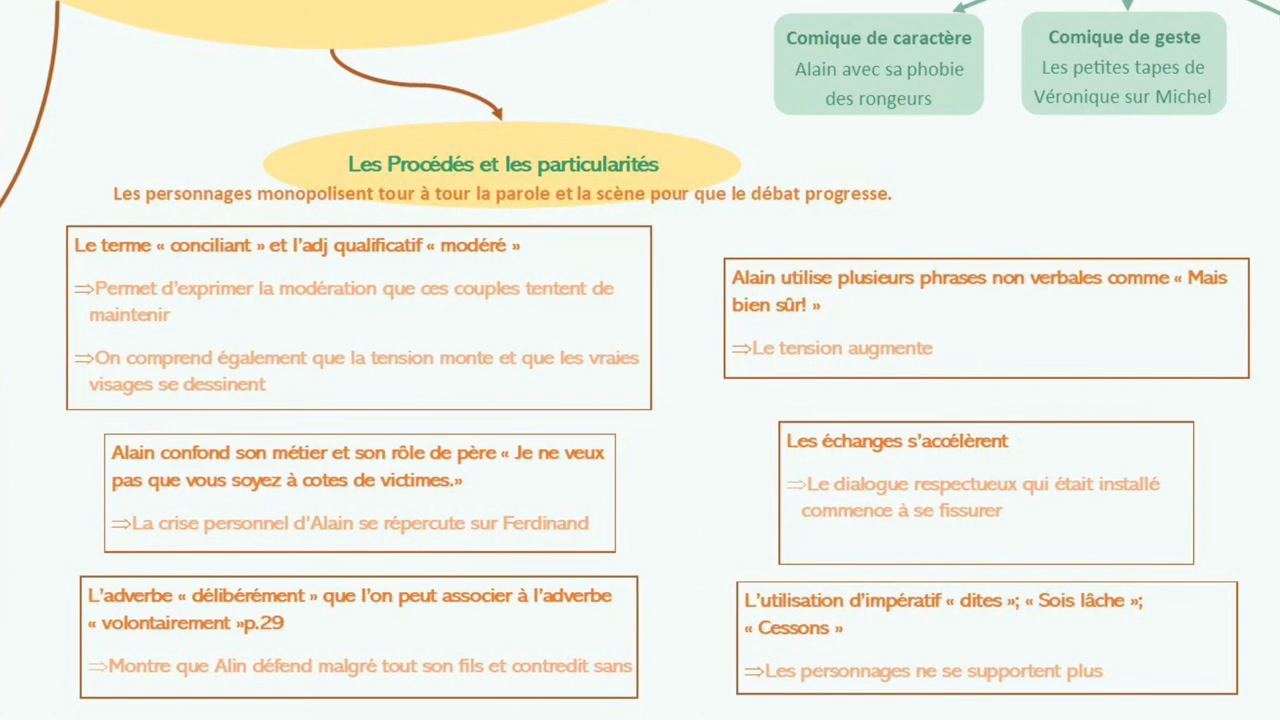 Comique de caractère
Alain avec sa phobie
des rongeurs
Comique de geste
Les petites tapes de
Véronique sur Michel
Les Procédés et les particularités
Les personnages monopolisent tour à tour la parole et la scène pour que le débat progresse.
Le terme « conciliant » et l'adj qualificatif « modéré »
⇒Permet d'exprimer la modération que ces couples tentent de
maintenir
⇒On comprend également que la tension monte et que les vraies
visages se dessinent
Alain utilise plusieurs phrases non verbales comme « Mais
bien sûr! »
⇒Le tension augmente
Alain confond son métier et son rôle de père « Je ne veux
pas que vous soyez à cotes de victimes.»
⇒La crise personnel d'Alain se répercute sur Ferdinand
Les échanges s'accélèrent
⇒Le dialogue respectueux qui était installé
commence à se fissurer
L'adverbe « délibérément » que l'on peut associer à l'adverbe
« volontairement »p.29
⇒Montre que Alin défend malgré tout son fils et contredit sans
L'utilisation d'impératif « dites »; « Sois lâche »;
« Cessons »
⇒Les personnages ne se supportent plus